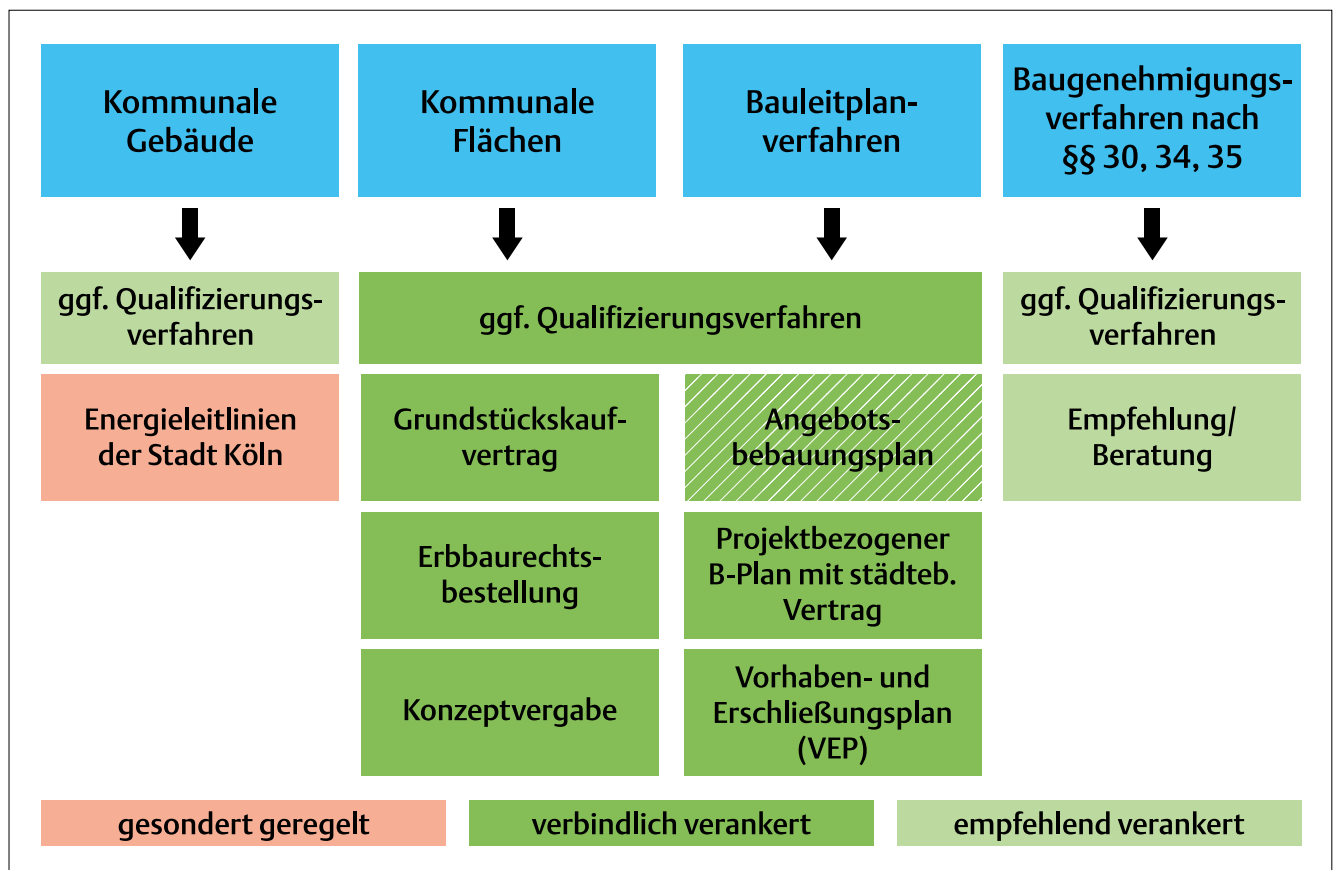 Kommunale
Gebäude
Kommunale
Flächen
Bauleitplan-
verfahren
Baugenehmigungs-
verfahren nach
§§ 30, 34, 35
ggf. Qualifizierungs-
verfahren
ggf. Qualifizierungsverfahren
ggf. Qualifizierungs-
verfahren
Energieleitlinien
der Stadt Köln
Grundstückskauf-
vertrag
Angebots-
bebauungsplan
Empfehlung/
Beratung
Erbbaurechts-
bestellung
Projektbezogener
B-Plan mit städteb.
Vertrag
Konzeptvergabe
Vorhaben- und
Erschließungsplan
(VEP)
gesondert geregelt
verbindlich verankert
empfehlend verankert